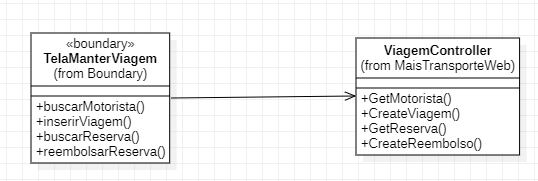 «boundary»
TelaManterViagem
(from Boundary)
+buscarMotorista()
+inserirViagem()
+buscarReserva()
+reembolsarReserva()
ViagemController
(from MaisTransporteWeb)
+GetMotorista()
+CreateViagem()
+GetReserva()
+CreateReembolso()